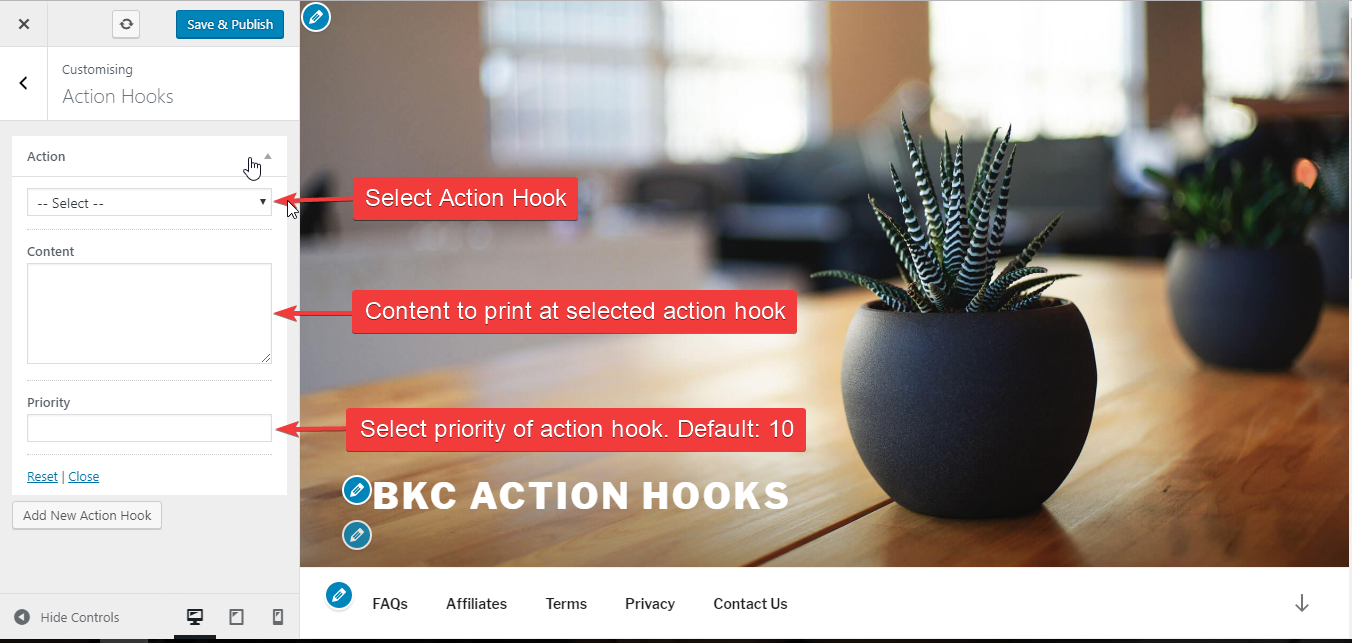 Save & Publish
Customising
Action Hooks
Action
-- Select --
Select Action Hook
Content
Content to print at selected action hook
Priority
Select priority of action hook. Default: 10
Reset | Close
Add New Action Hook
BKC ACTION HOOKS
FAQs Affiliates Terms Privacy Contact Us
Hide Controls